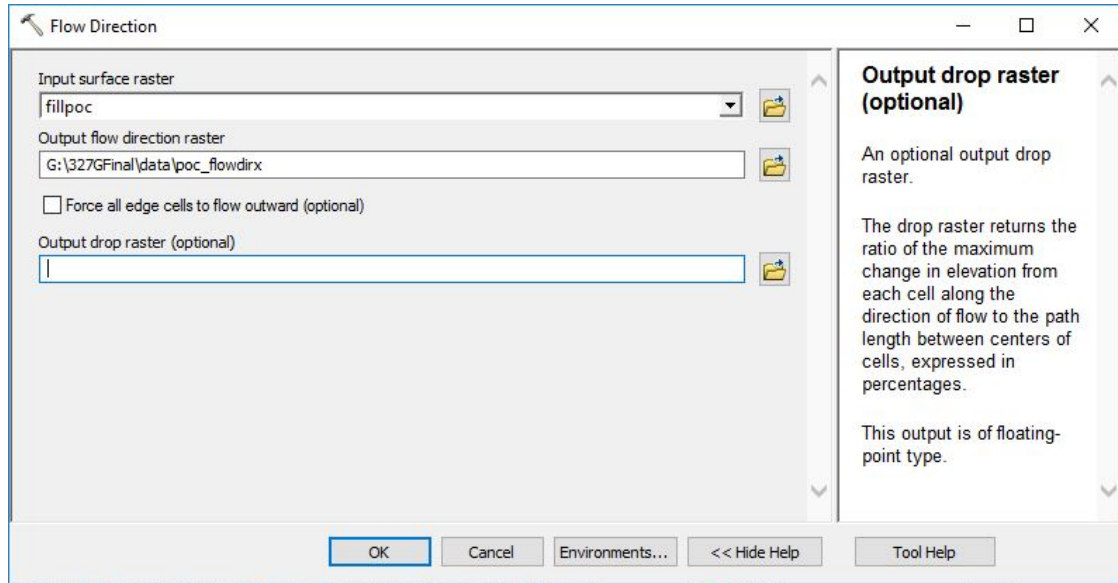 Flow Direction
Input surface raster
fillpoc
Output flow direction raster
G:\327GFinal\data\poc_flowdirx
Force all edge cells to flow outward (optional)
Output drop raster (optional)
Output drop raster
(optional)
An optional output drop
raster.
The drop raster returns the
ratio of the maximum
change in elevation from
each cell along the
direction of flow to the path
length between centers of
cells, expressed in
percentages.
This output is of floating-
point type.
OK
Cancel
Environments...
<< Hide Help
Tool Help